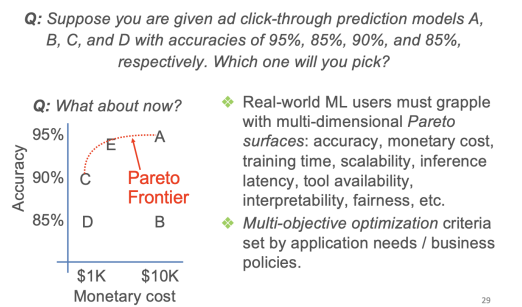 Q: Suppose you are given ad click-through prediction models A,
B, C, and D with accuracies of 95%, 85%, 90%, and 85%,
respectively. Which one will you pick?
Q: What about now?
Accuracy
95%
90%
85%
E
A
C
D
B
Pareto
Frontier
$1K
$10K
Monetary cost
Real-world ML users must grapple
with multi-dimensional Pareto
surfaces: accuracy, monetary cost,
training time, scalability, inference
latency, tool availability,
interpretability, fairness, etc.
Multi-objective optimization criteria
set by application needs / business
policies.
29